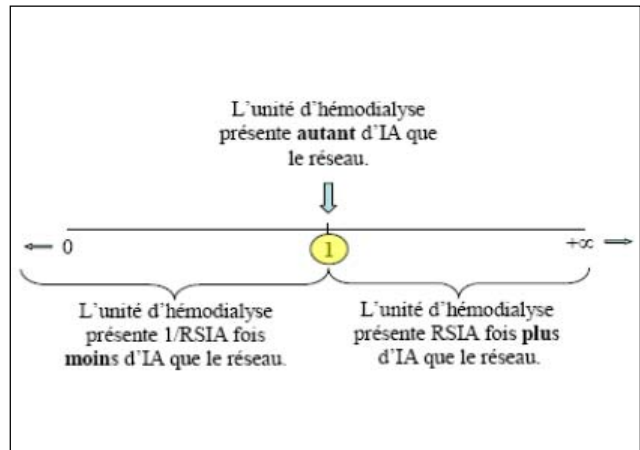 L'unité d'hémodialyse
présente autant d'IA que
le réseau.
0
1
+∞
L'unité d'hémodialyse
présente 1/RSIA fois
moins d'IA que le réseau.
L'unité d'hémodialyse
présente RSIA fois plus
d'IA que le réseau.